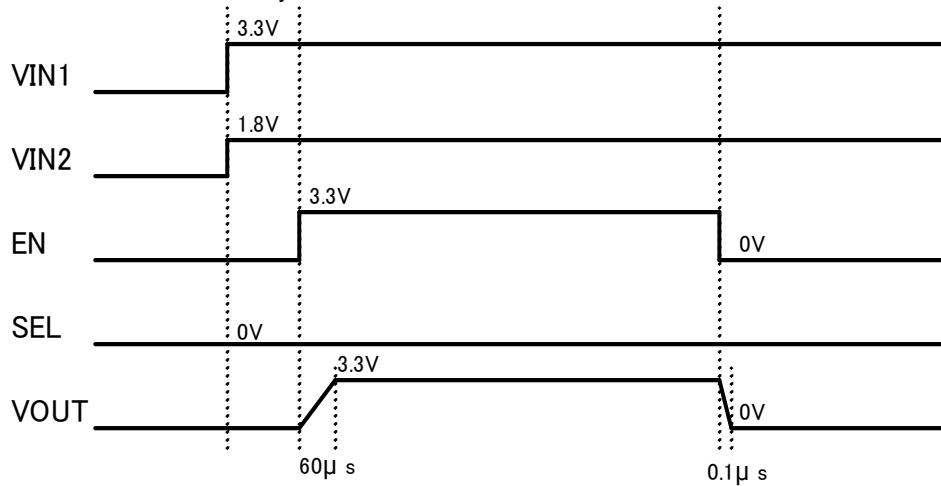 3.3V
VIN1
1.8V
VIN2
3.3V
EN
0V
SEL
0V
3.3V
VOUT
0V
60μ s
0.1μ s